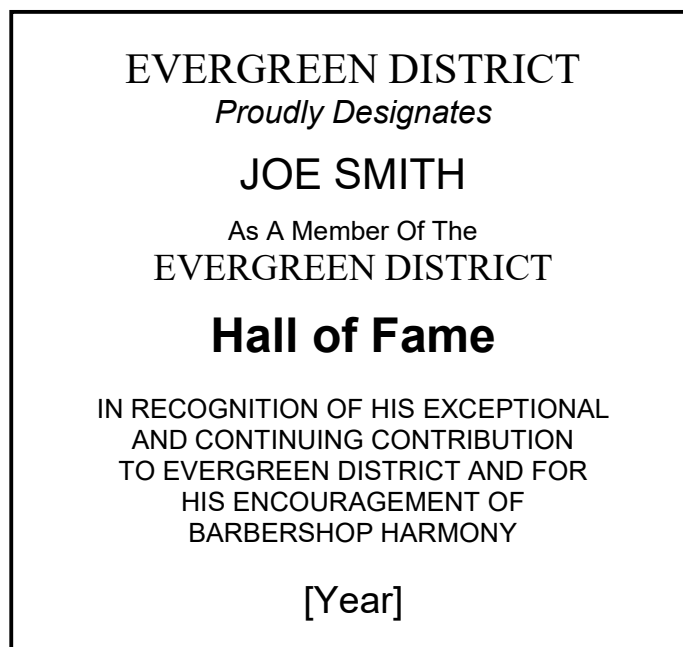 EVERGREEN DISTRICT
Proudly Designates
JOE SMITH
As A Member Of The
EVERGREEN DISTRICT
Hall of Fame
IN RECOGNITION OF HIS EXCEPTIONAL
AND CONTINUING CONTRIBUTION
TO EVERGREEN DISTRICT AND FOR
HIS ENCOURAGEMENT OF
BARBERSHOP HARMONY
[Year]